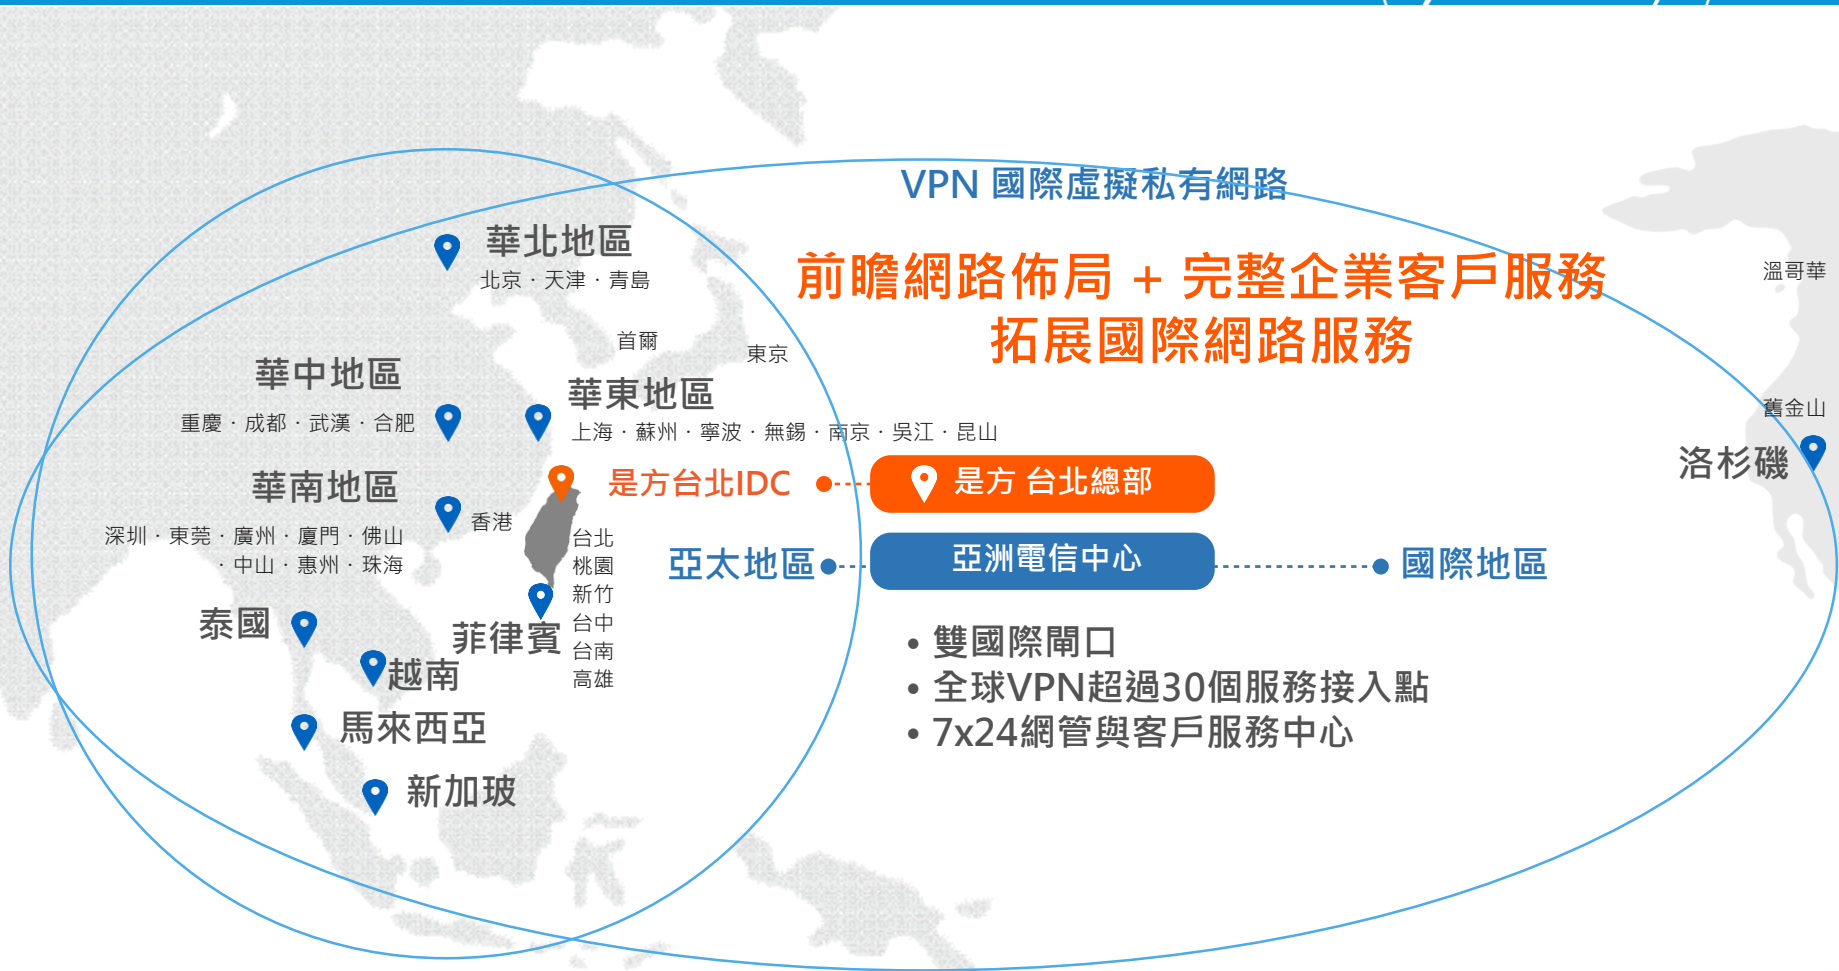 VPN 國際虛擬私有網路
前瞻網路佈局 + 完整企業客戶服務
拓展國際網路服務
華北地區
北京 · 天津 · 青島
首爾
東京
溫哥華
華中地區
重慶 · 成都 · 武漢 · 合肥
華東地區
上海 · 蘇州 · 寧波 · 無錫 · 南京 · 吳江 · 昆山
舊金山
洛杉磯
華南地區
深圳 · 東莞 · 廣州 · 廈門 · 佛山
· 中山 · 惠州 · 珠海
香港
是方台北IDC
是方 台北總部
亞太地區
亞洲電信中心
國際地區
台北
桃園
新竹
台中
台南
高雄
泰國
菲律賓
越南
馬來西亞
新加玻
• 雙國際閘口
• 全球VPN超過30個服務接入點
• 7x24網管與客戶服務中心